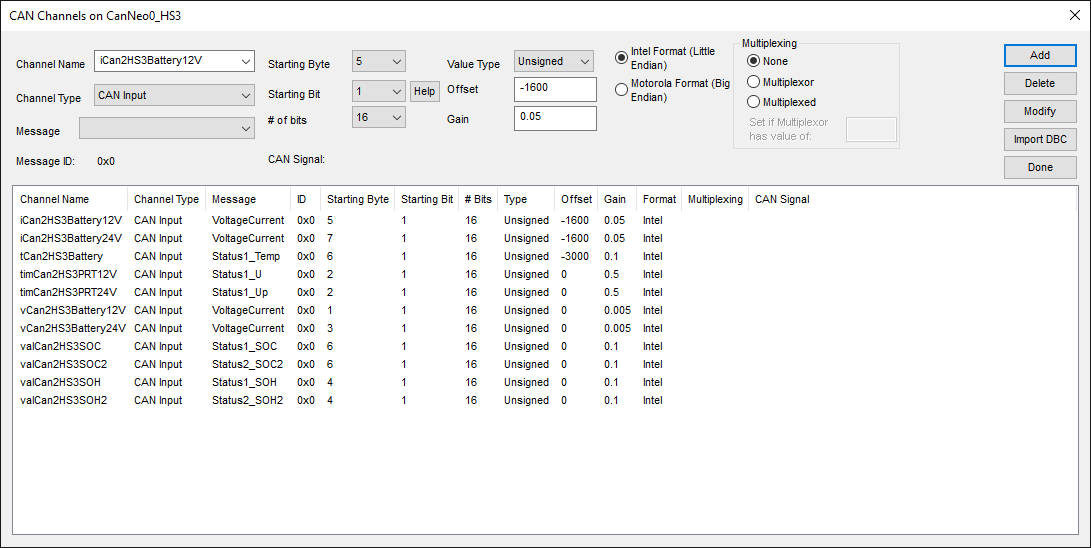 CAN Channels on CanNeo0_HS3
Channel Name iCan2HS3Battery12V Starting Byte 5 Value Type Unsigned Intel Format (Little Endian) Multiplexing
None
Add
Channel Type CAN Input Starting Bit 1 Help Offset -1600 Motorola Format (Big Endian) Multiplexor
Delete
Message # of bits 16 Gain 0.05 Multiplexed
Modify
Set if Multiplexor has value of:
Import DBC
Message ID: 0x0 CAN Signal:
Done
Channel Name Channel Type Message ID Starting Byte Starting Bit # Bits Type Offset Gain Format Multiplexing CAN Signal
iCan2HS3Battery12V CAN Input VoltageCurrent 0x0 5 1 16 Unsigned -1600 0.05 Intel
iCan2HS3Battery24V CAN Input VoltageCurrent 0x0 7 1 16 Unsigned -1600 0.05 Intel
tCan2HS3Battery CAN Input Status1_Temp 0x0 6 1 16 Unsigned -3000 0.1 Intel
timCan2HS3PRT12V CAN Input Status1_U 0x0 2 1 16 Unsigned 0 0.5 Intel
timCan2HS3PRT24V CAN Input Status1_Up 0x0 2 1 16 Unsigned 0 0.5 Intel
vCan2HS3Battery12V CAN Input VoltageCurrent 0x0 1 1 16 Unsigned 0 0.005 Intel
vCan2HS3Battery24V CAN Input VoltageCurrent 0x0 3 1 16 Unsigned 0 0.005 Intel
valCan2HS3SOC CAN Input Status1_SOC 0x0 6 1 16 Unsigned 0 0.1 Intel
valCan2HS3SOC2 CAN Input Status2_SOC2 0x0 6 1 16 Unsigned 0 0.1 Intel
valCan2HS3SOH CAN Input Status1_SOH 0x0 4 1 16 Unsigned 0 0.1 Intel
valCan2HS3SOH2 CAN Input Status2_SOH2 0x0 4 1 16 Unsigned 0 0.1 Intel